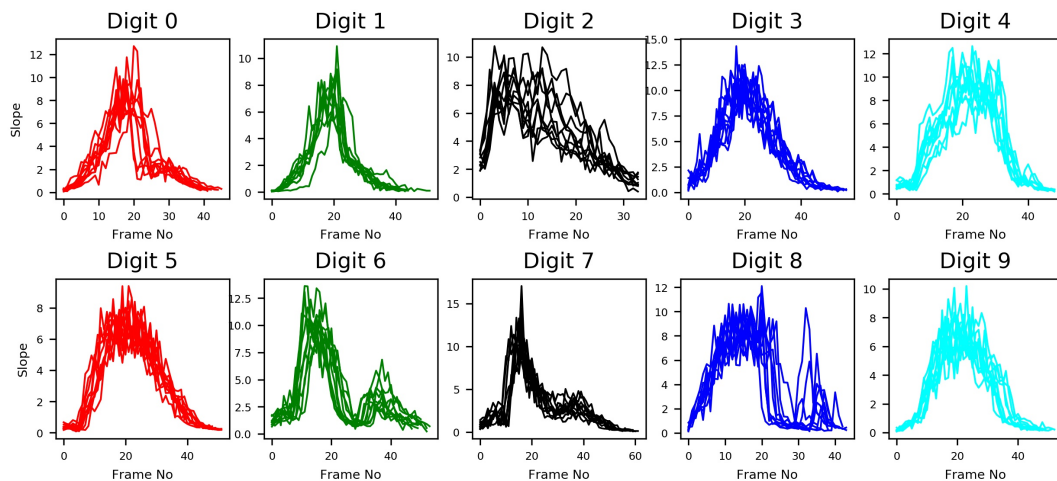 Digit 0 Digit 1 Digit 2 Digit 3 Digit 4
Slope
0 2 4 6 8 10 12
0 10 20 30 40
Frame No
0 2 4 6 8 10
0 20 40
Frame No
0 2 4 6 8 10
0 10 20 30
Frame No
0.0 2.5 5.0 7.5 10.0 12.5 15.0
0 20 40
Frame No
0 2 4 6 8 10 12
0 20 40
Frame No
Digit 5 Digit 6 Digit 7 Digit 8 Digit 9
Slope
0 2 4 6 8
0 20 40
Frame No
0.0 2.5 5.0 7.5 10.0 12.5
0 20 40
Frame No
0 5 10 15
0 20 40 60
Frame No
0 2 4 6 8 10 12
0 10 20 30 40
Frame No
0 2 4 6 8 10
0 20 40
Frame No